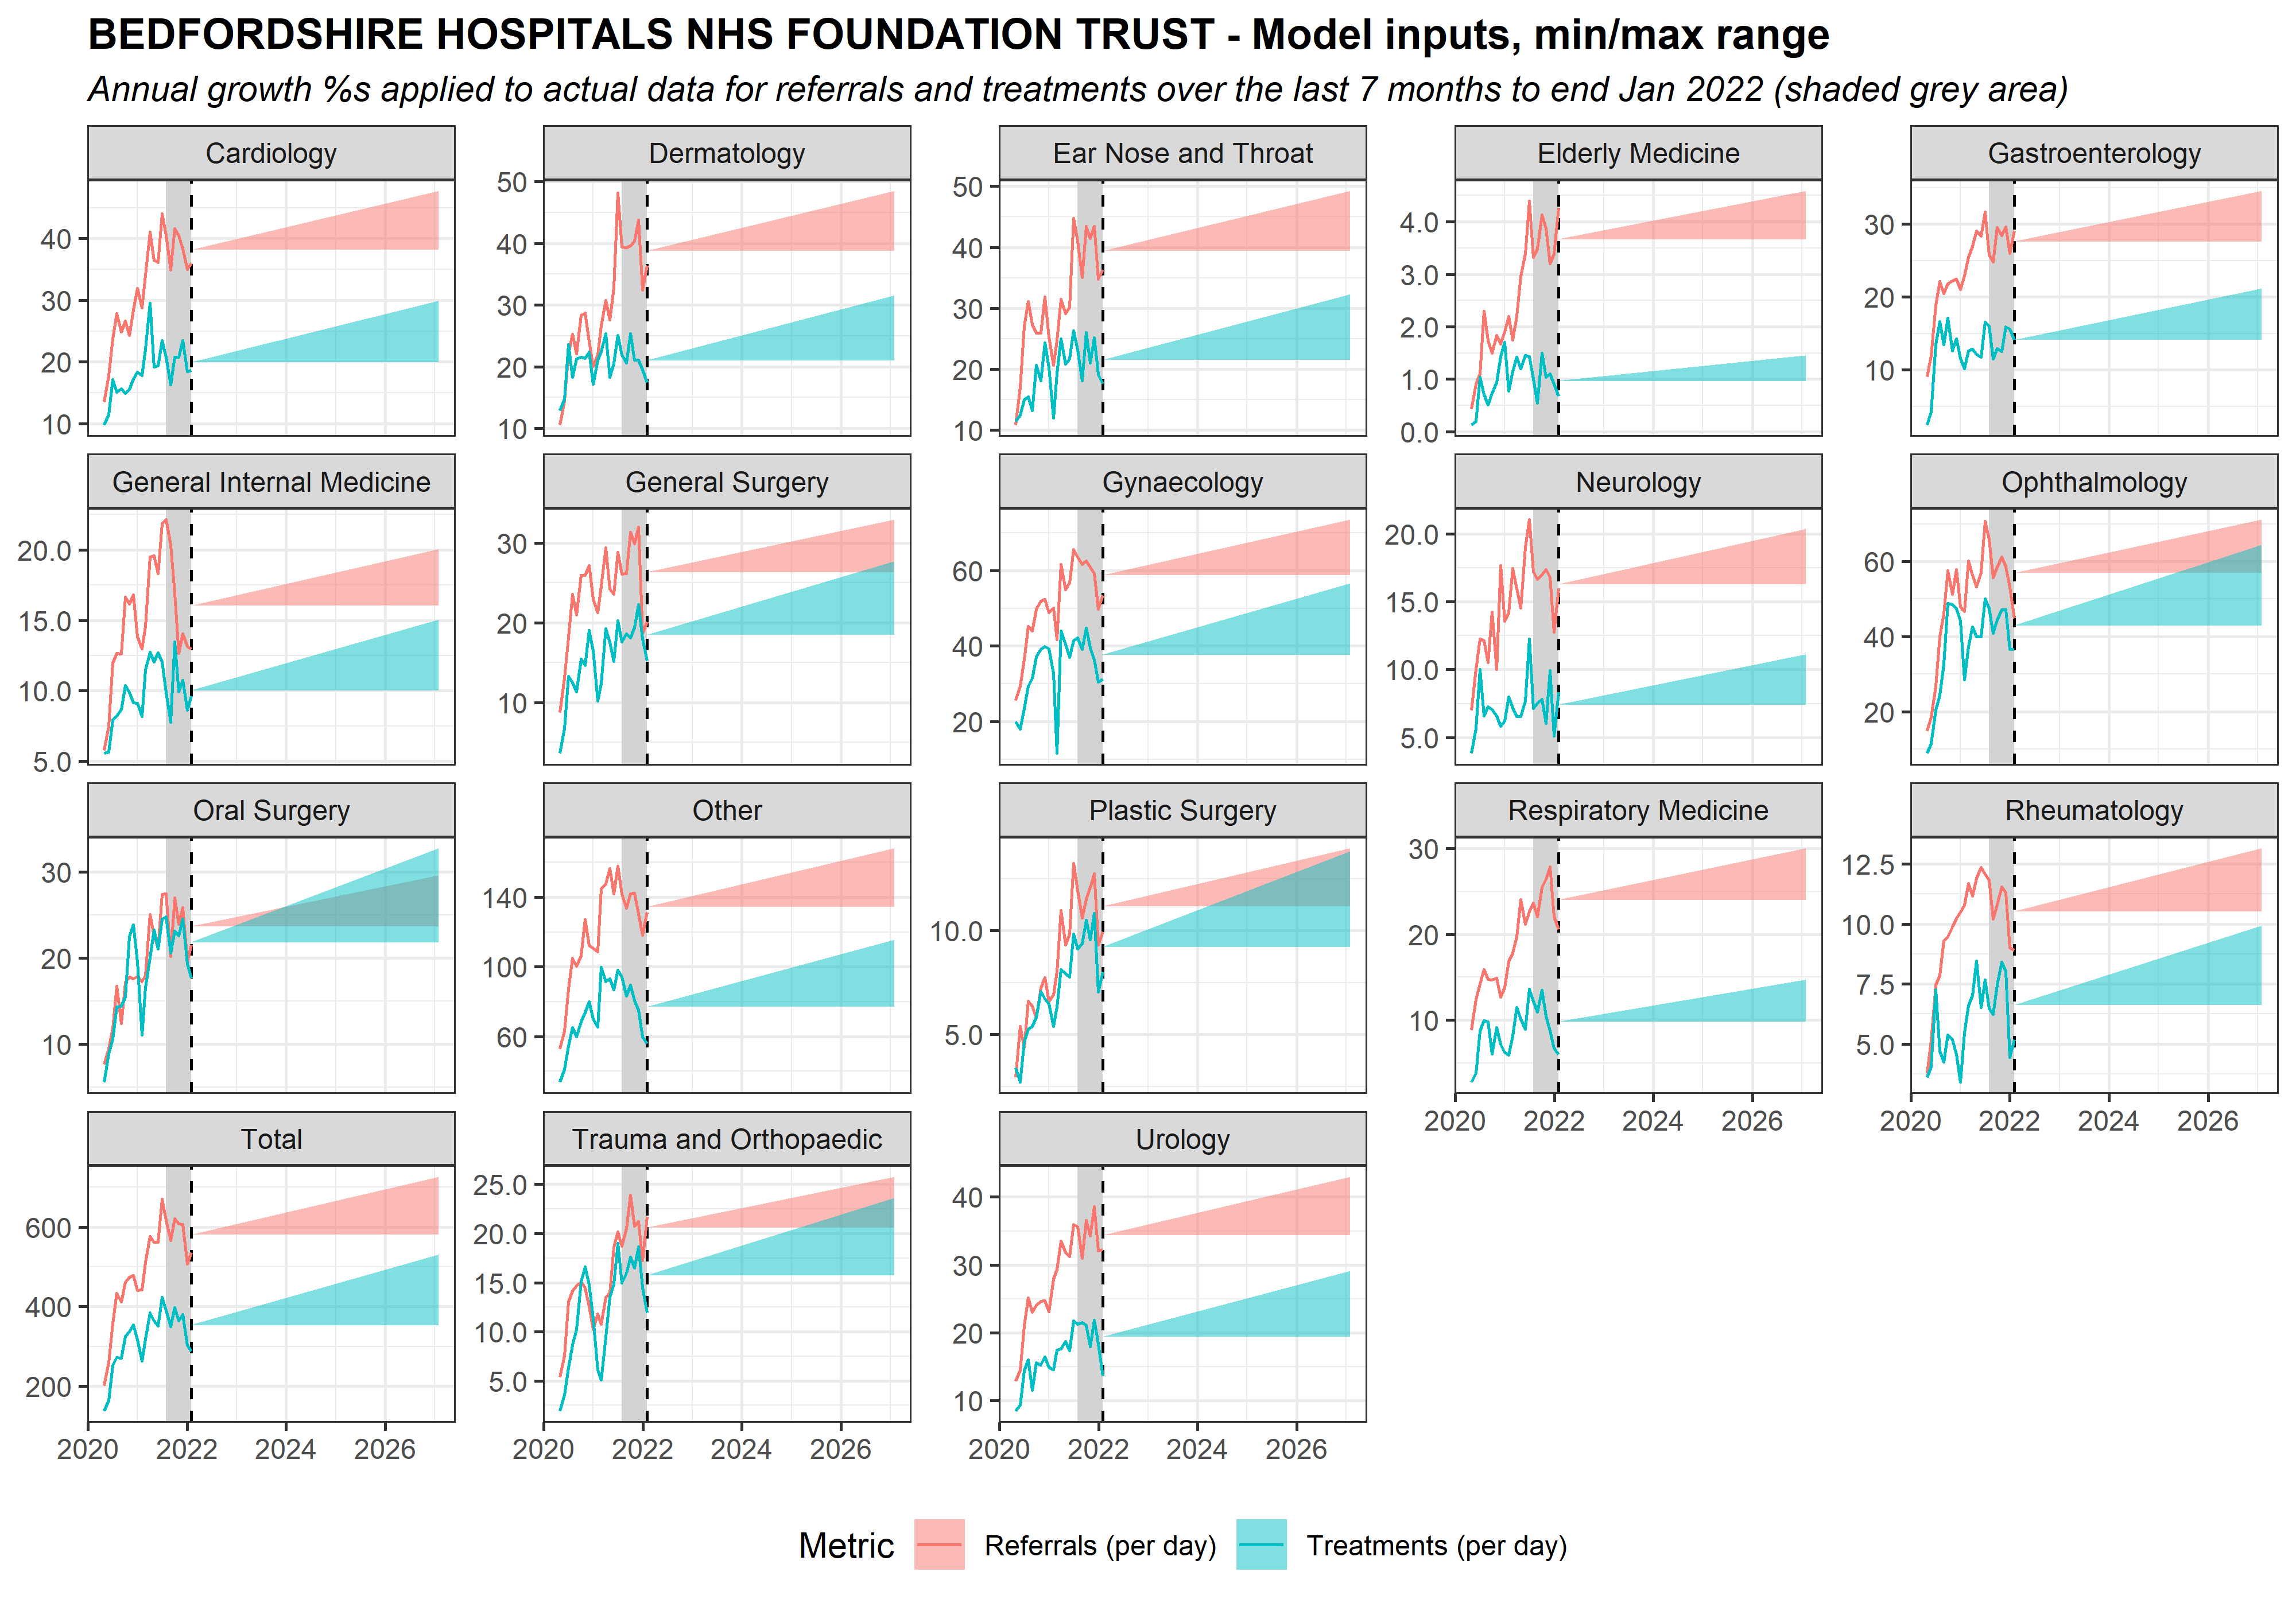 BEDFORDSHIRE HOSPITALS NHS FOUNDATION TRUST - Model inputs, min/max range
Annual growth %s applied to actual data for referrals and treatments over the last 7 months to end Jan 2022 (shaded grey area)
Cardiology
40
30
20
10
Dermatology
50
40
30
20
10
Ear Nose and Throat
50
40
30
20
10
Elderly Medicine
4.0
3.0
2.0
1.0
0.0
Gastroenterology
30
20
10
General Internal Medicine
20.0
15.0
10.0
5.0
General Surgery
30
20
10
Gynaecology
60
40
20
Neurology
20.0
15.0
10.0
5.0
Ophthalmology
60
40
20
Oral Surgery
30
20
10
Other
140
100
60
Plastic Surgery
10.0
5.0
Respiratory Medicine
30
20
10
2020 2022 2024 2026
Rheumatology
12.5
10.0
7.5
5.0
2020 2022 2024 2026
Total
600
400
200
2020 2022 2024 2026
Trauma and Orthopaedic
25.0
20.0
15.0
10.0
5.0
2020 2022 2024 2026
Urology
40
30
20
10
2020 2022 2024 2026
Metric Referrals (per day) Treatments (per day)